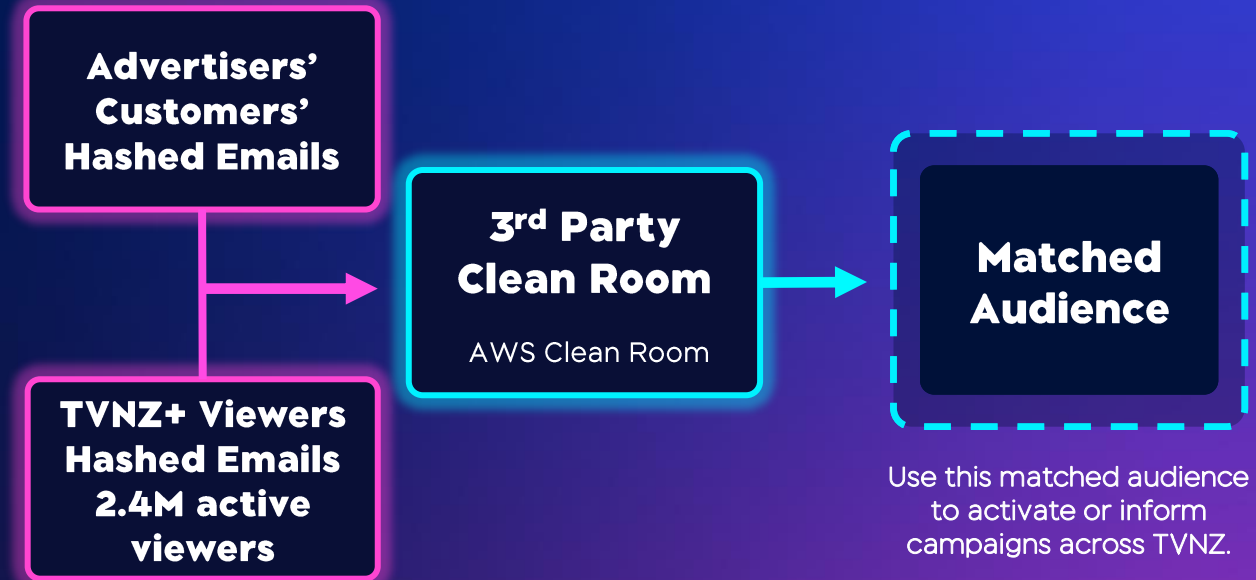 Advertisers’
Customers’
Hashed Emails
TVNZ+ Viewers
Hashed Emails
2.4M active
viewers
3rd Party
Clean Room
AWS Clean Room
Matched
Audience
Use this matched audience
to activate or inform
campaigns across TVNZ.